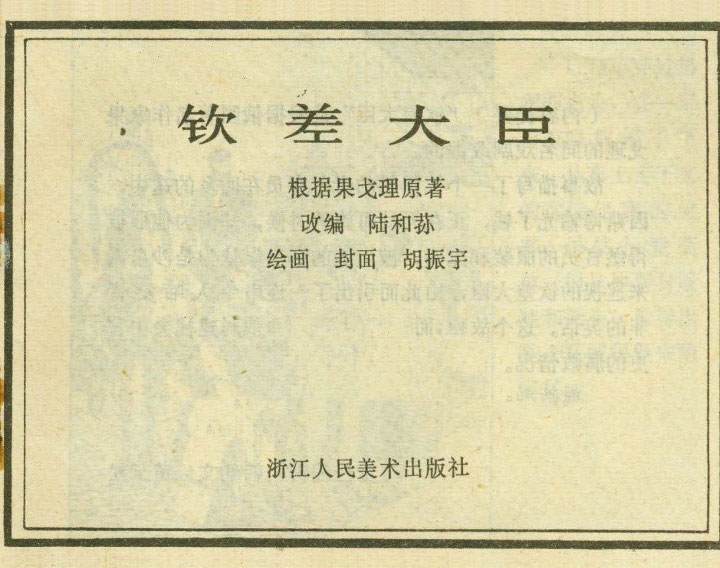 钦差大臣
根据果戈理原著
改编 陆和荪
绘画 封面 胡振宇
浙江人民美术出版社